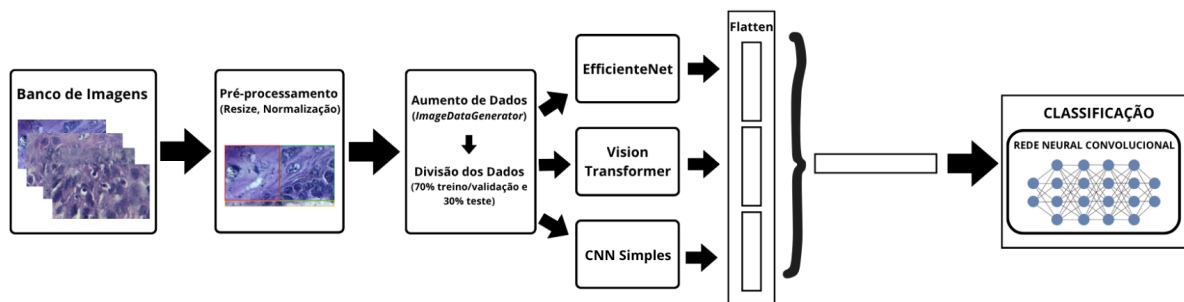 Banco de Imagens
Pré-processamento
(Resize, Normalização)
Aumento de Dados
(ImageDataGenerator)
Divisão dos Dados
(70% treino/validação e
30% teste)
EfficienteNet
Vision
Transformer
CNN Simples
Flatten
CLASSIFICAÇÃO
REDE NEURAL CONVOLUCIONAL